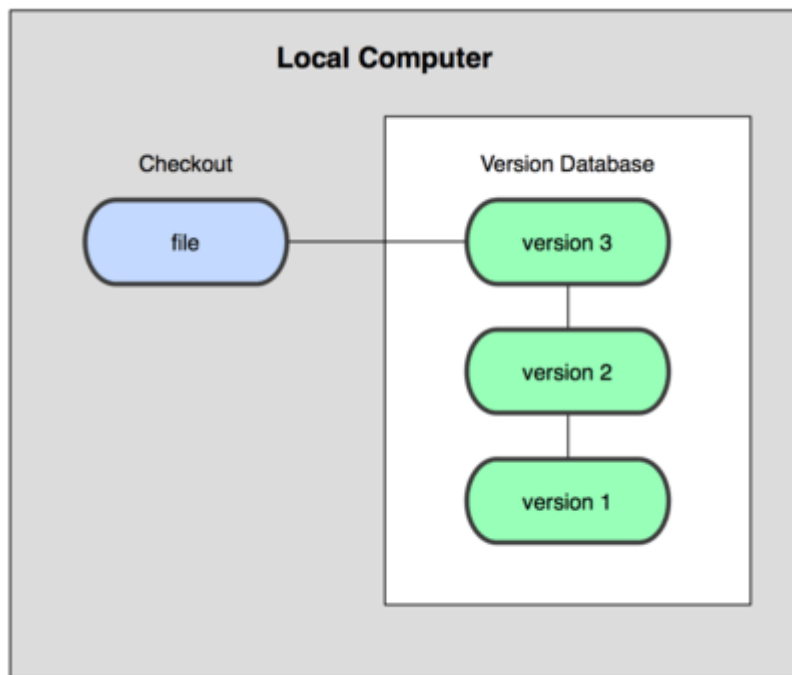 Local Computer
Checkout
Version Database
file
version 3
version 2
version 1